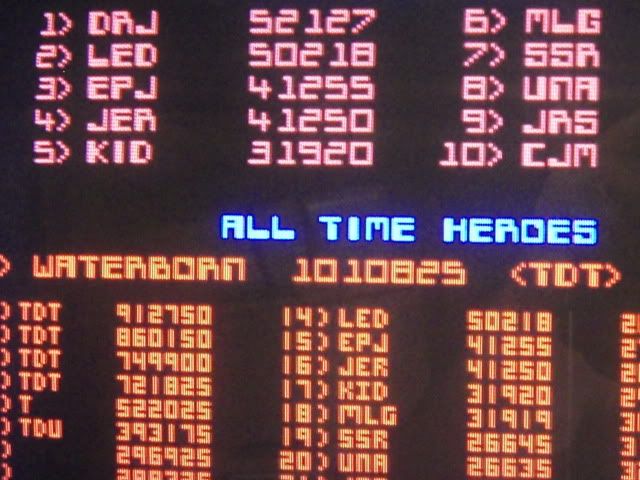 1) DRJ 52127 6) MLG
2) LED 50218 7) SSR
3) EPJ 41255 8) UNA
4) JER 41250 9) JRS
5) KID 31920 10) CJM
ALL TIME HEROES
) WATERBORN 1010825 (TDT)
) TDT 912750 14) LED 50218
) TDT 860150 15) EPJ 41255
) TDT 749900 16) JER 41250
) TDT 721825 17) KID 31920
) T 522025 18) MLG 31919
) TDU 393175 19) SSR 26645
) 296925 20) UNA 26635